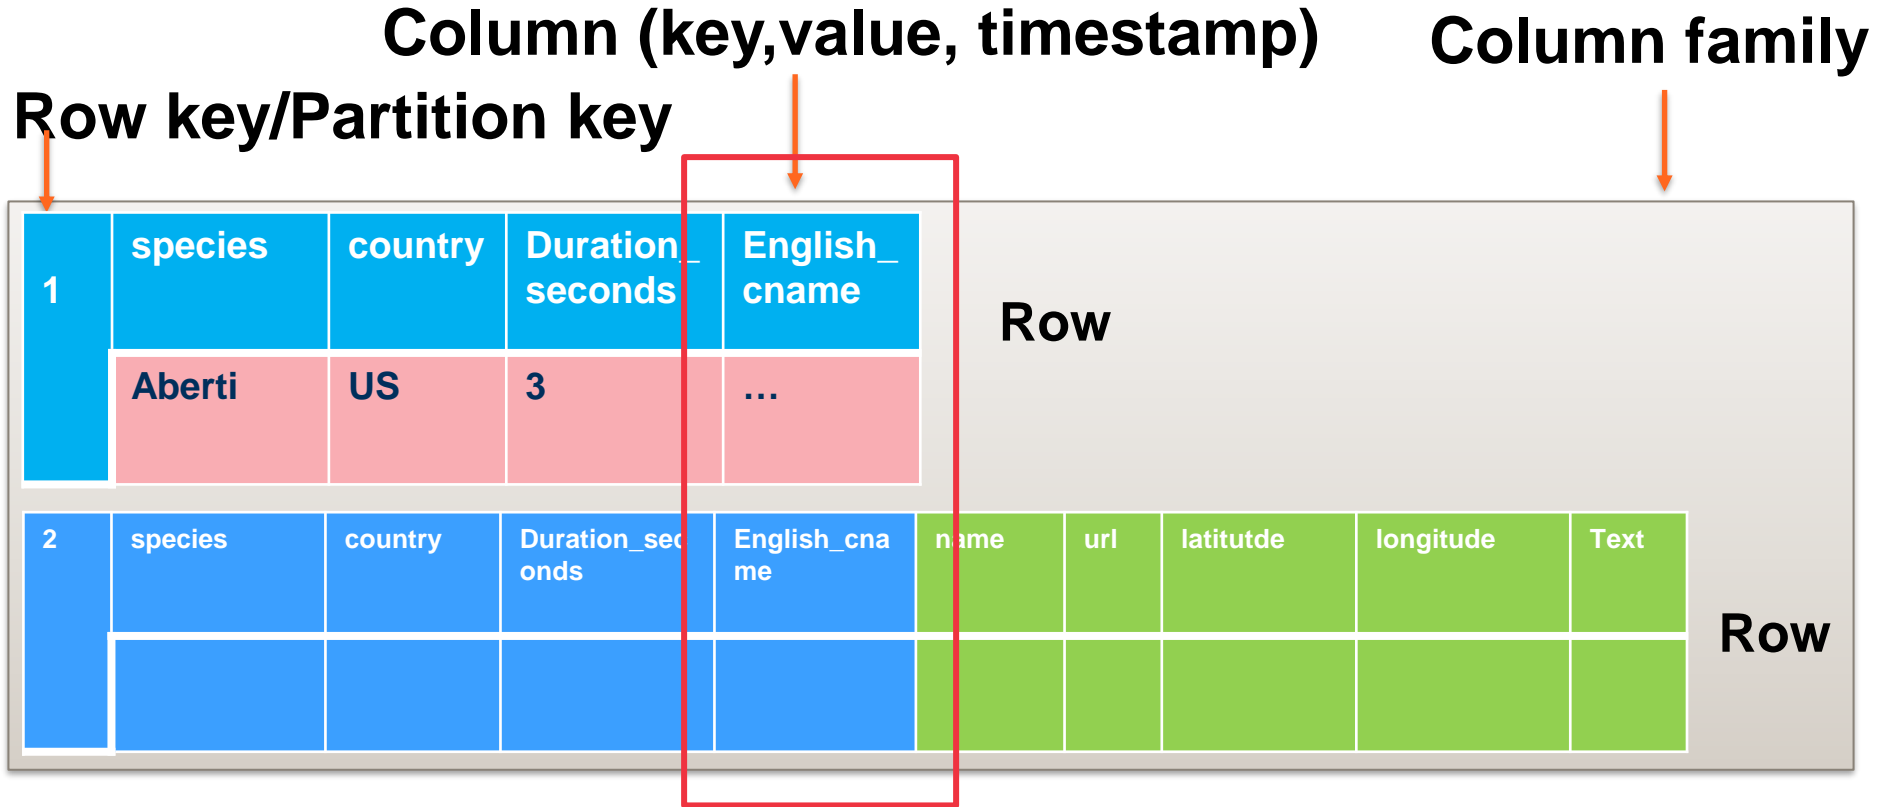 Column (key,value, timestamp)
Column family
Row key/Partition key
1
species
country
Duration_
seconds
English_
cname
Row
Aberti
US
3
…
2
species
country
Duration_sec
onds
English_cna
me
name
url
latitutde
longitude
Text
Row